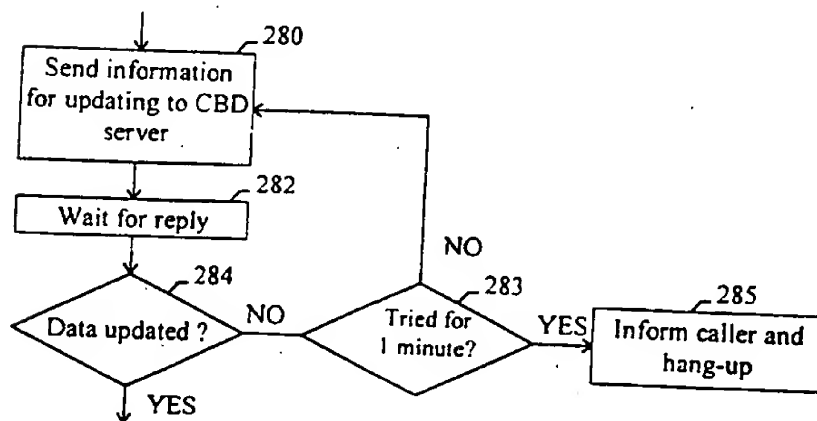 280
Send information
for updating to CBD
server
282
Wait for reply
284
Data updated ?
NO
YES
NO
283
Tried for
1 minute?
YES
285
Inform caller and
hang-up